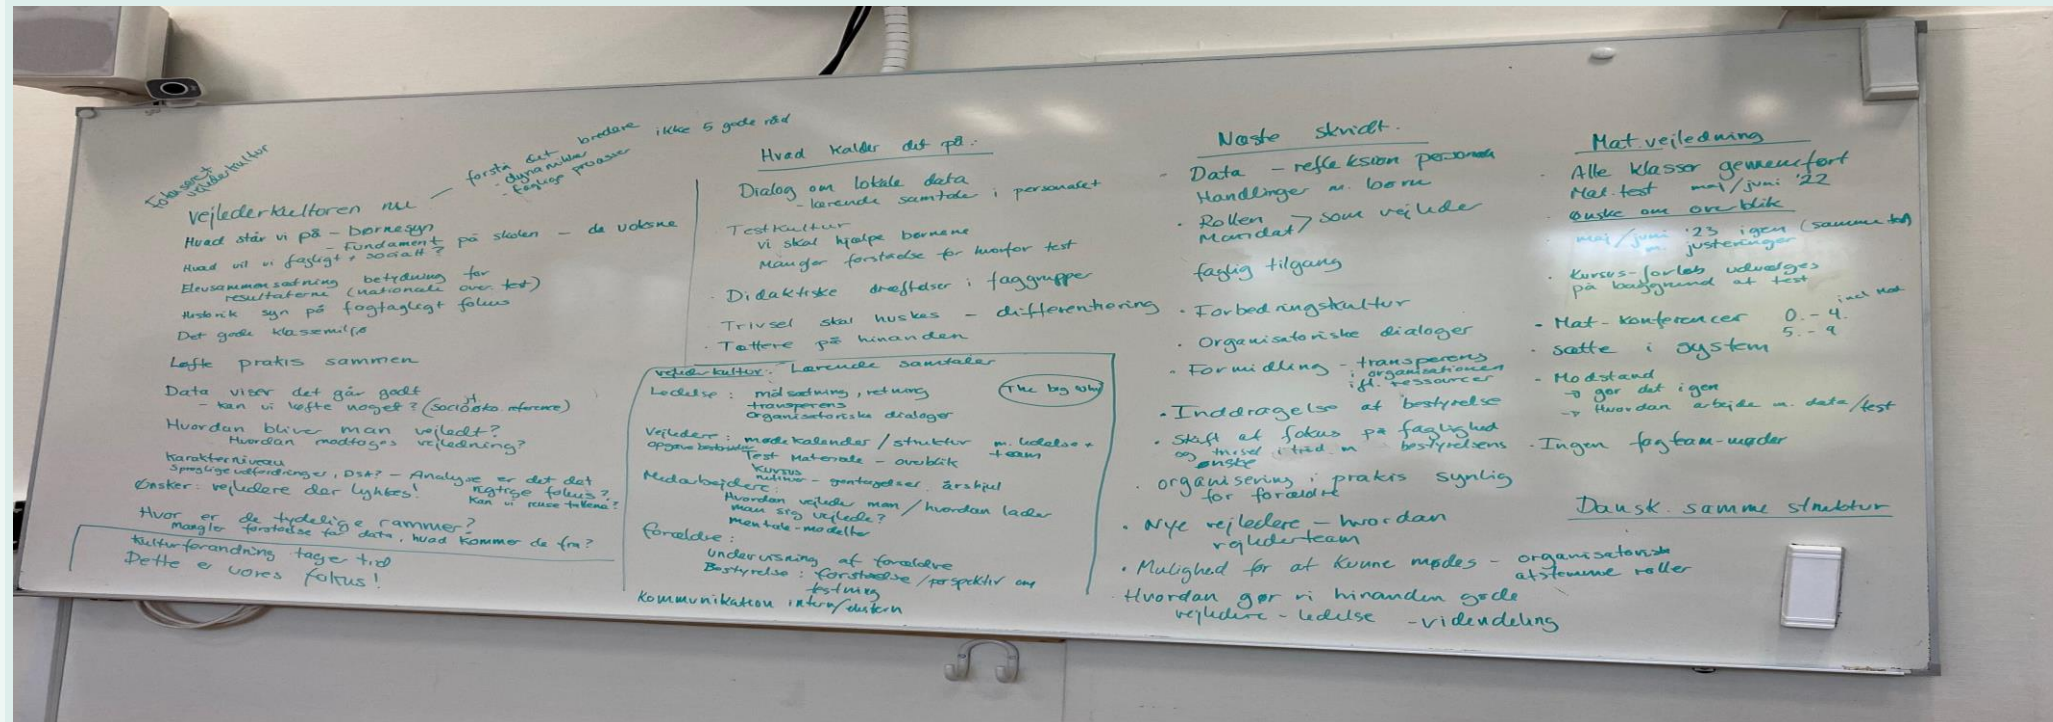 Fokuseret
vejlederkultur
Vejlederkulturen nu — forstå det bredere ikke 5 gode råd
- dynamikker
- faglige processer
Hvad står vi på - børnesyn
- Fundament på skolen - de voksne
Hvad vil vi fagligt + socialt?
Elevsammensætning betydning for
resultaterne (nationale over. test)
Historik syn på fagfagligt fokus
Det gode klassemiljø
Løfte praksis sammen
Data viser det går godt
- kan vi løfte noget? (socioøko. reference)
Hvordan bliver man vejledt?
Hvordan modtages vejledning?
Karakterniveau
Sproglige udfordringer, DSA? - Analyse er det det
rigtige fokus?
Ønsker: vejledere der lykkes! Kan vi tallene?
Hvor er de tydelige rammer?
Mangler forståelse for data, hvad kommer de fra?
Kulturforandring tager tid
Dette er vores fokus!
Hvad kalder det på:
Dialog om lokale data
- lærende samtale i personalet
Testkultur
vi skal hjælpe børnene
Mangler forståelse for hvorfor test
· Didaktiske drøftelser i faggrupper
· Trivsel skal huskes - differentiering
· Tættere på hinanden
vejlederkultur: Lærende samtaler
Ledelse: målsætning, retning
The big why
transparens
organisatoriske dialoger
Vejledere: mødekalender / struktur m. ledelse +
team
opgave
Test Materiale - overblik
Kursus
rutiner - gentagelser årshjul
Medarbejdere:
Hvordan vejleder man / hvordan lader
man sig vejlede?
mentale-modeller
Forældre:
Undervisning af forældre
Bestyrelse: forståelse / perspektiv om
testning
Kommunikation intern/ekstern
Næste skridt.
· Data - refleksion personale
Handlinger m. børn
· Rollen > som vejleder
Mandat
faglig tilgang
· Forbedringskultur
· Organisatoriske dialoger
· Formidling - transparens
i organisationen
ift. ressourcer
· Inddragelse af bestyrelse
· Skift af fokus på faglighed
og trivsel i tråd m bestyrelsens
ønske
· organisering i praksis synlig
for forældre
· Nye vejledere - hvordan
vejlederteam
· Mulighed for at kunne mødes - organisatorisk
afstemme roller
· Hvordan gør vi hinanden gode
vejledere - ledelse - videndeling
Mat.vejledning
· Alle klasser gennemført
Mat.test maj/juni '22
· Ønske om overblik
maj/juni '23 igen (samme test)
m. justeringer
· Kursus-forløb udvælges
på baggrund af test
- Mat-konferencer 0. - 4. incl mat
5. - 9
· sætte i system
- Modstand
→ gør det igen
→ Hvordan arbejde m. data/test
· Ingen fagteam-møder
Dansk. samme struktur